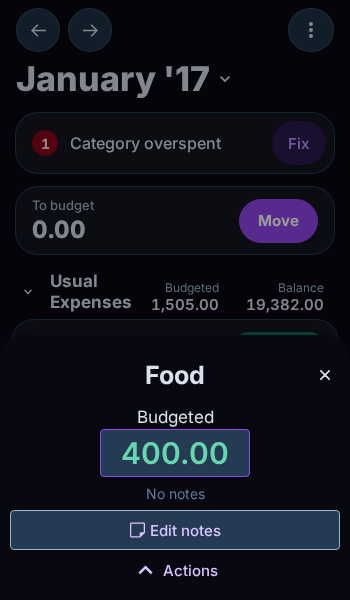 January '17
1 Category overspent Fix
To budget
0.00 Move
Usual Expenses Budgeted Balance
1,505.00 19,382.00
Food
Budgeted
400.00
No notes
Edit notes
Actions